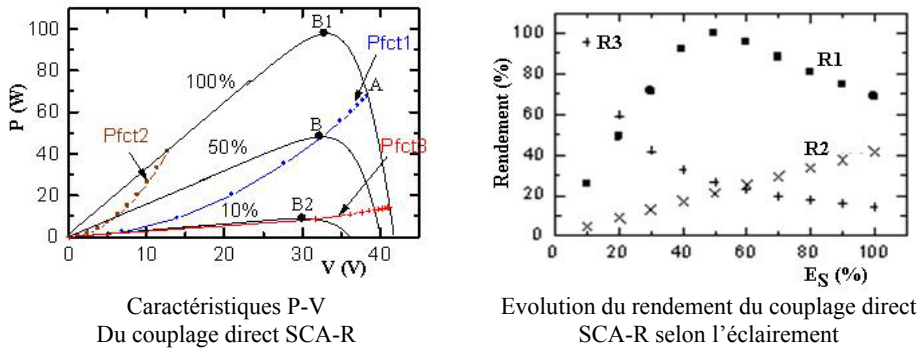 100
80
60
40
20
0
P (W)
0
10
20
30
40
V (V)
B1
Pfct1
A
100%
B
Pfct2
50%
Pfct3
10%
B2
Caractéristiques P-V
Du couplage direct SCA-R
100
80
60
40
20
0
Rendement (%)
0
20
40
60
80
100
E_S (%)
R3
R1
R2
Evolution du rendement du couplage direct
SCA-R selon l’éclairement